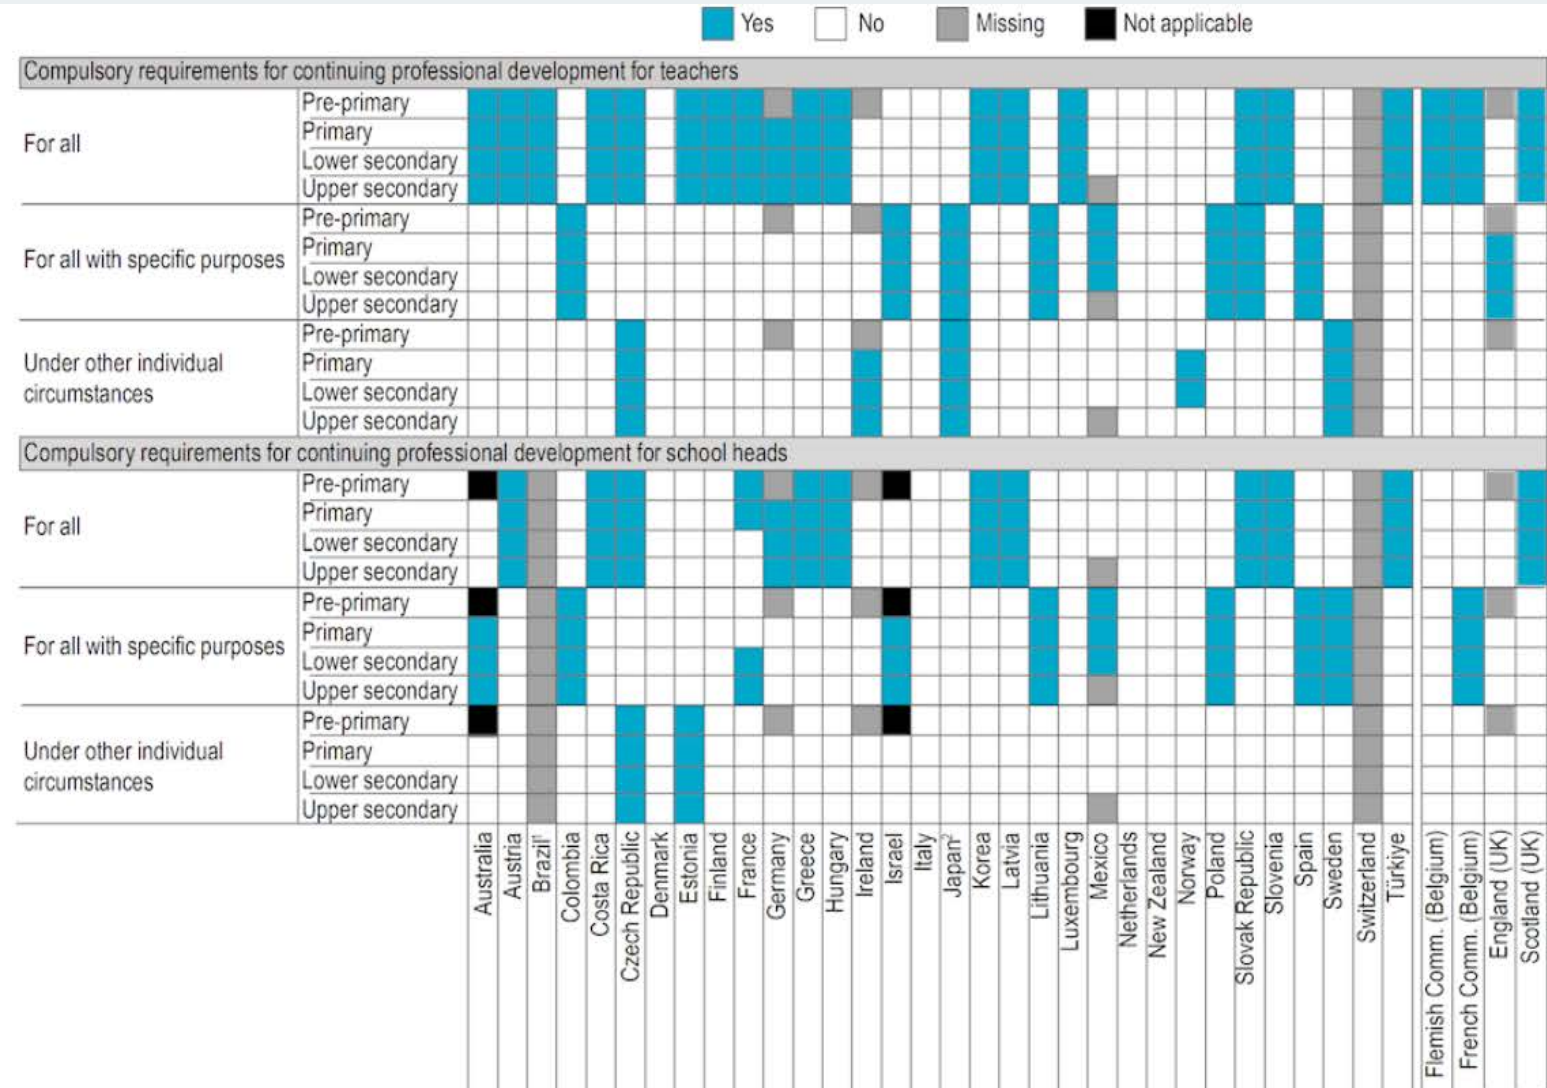 Yes No Missing Not applicable
Compulsory requirements for continuing professional development for teachers
For all
Pre-primary
Primary
Lower secondary
Upper secondary
For all with specific purposes
Pre-primary
Primary
Lower secondary
Upper secondary
Under other individual
circumstances
Pre-primary
Primary
Lower secondary
Upper secondary
Compulsory requirements for continuing professional development for school heads
For all
Pre-primary
Primary
Lower secondary
Upper secondary
For all with specific purposes
Pre-primary
Primary
Lower secondary
Upper secondary
Under other individual
circumstances
Pre-primary
Primary
Lower secondary
Upper secondary
Australia
Austria
Brazil¹
Colombia
Costa Rica
Czech Republic
Denmark
Estonia
Finland
France
Germany
Greece
Hungary
Ireland
Israel
Italy
Japan²
Korea
Latvia
Lithuania
Luxembourg
Mexico
Netherlands
New Zealand
Norway
Poland
Slovak Republic
Slovenia
Spain
Sweden
Switzerland
Türkiye
Flemish Comm. (Belgium)
French Comm. (Belgium)
England (UK)
Scotland (UK)